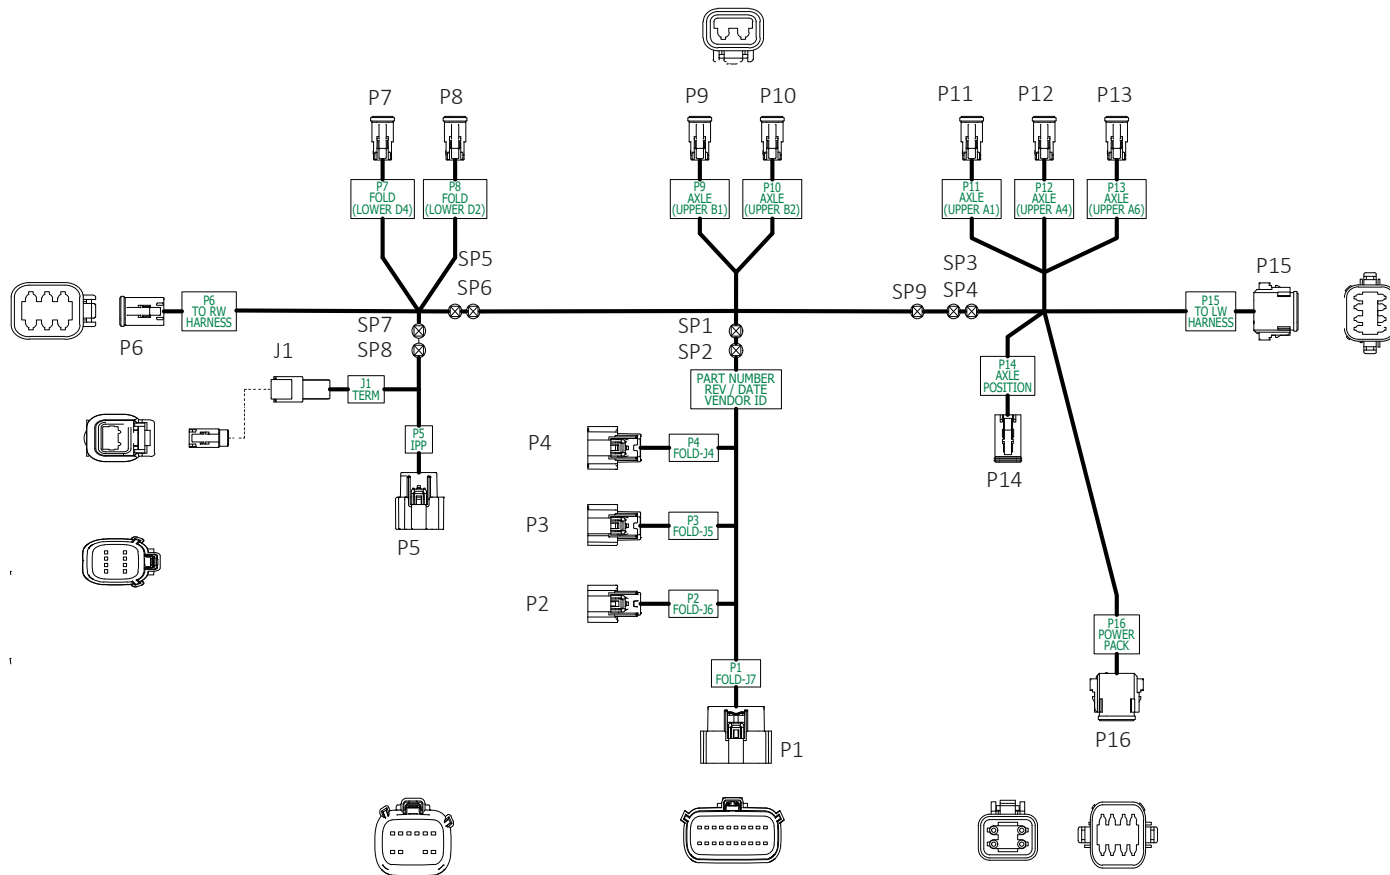 P7
P8
P9
P10
P11
P12
P13
P7
FOLD
(LOWER D4)
P8
FOLD
(LOWER D2)
P9
AXLE
(UPPER B1)
P10
AXLE
(UPPER B2)
P11
AXLE
(UPPER A1)
P12
AXLE
(UPPER A4)
P13
AXLE
(UPPER A6)
SP5
SP6
SP3
SP9
SP4
P15
P6
TO RW
HARNESS
P15
TO LW
HARNESS
P6
SP7
SP8
SP1
SP2
J1
J1
TERM
PART NUMBER
REV / DATE
VENDOR ID
P14
AXLE
POSITION
P5
IPP
P4
P4
FOLD-J4
P14
P3
P3
FOLD-J5
P5
P2
P2
FOLD-J6
P16
POWER
PACK
P1
FOLD-J7
P1
P16